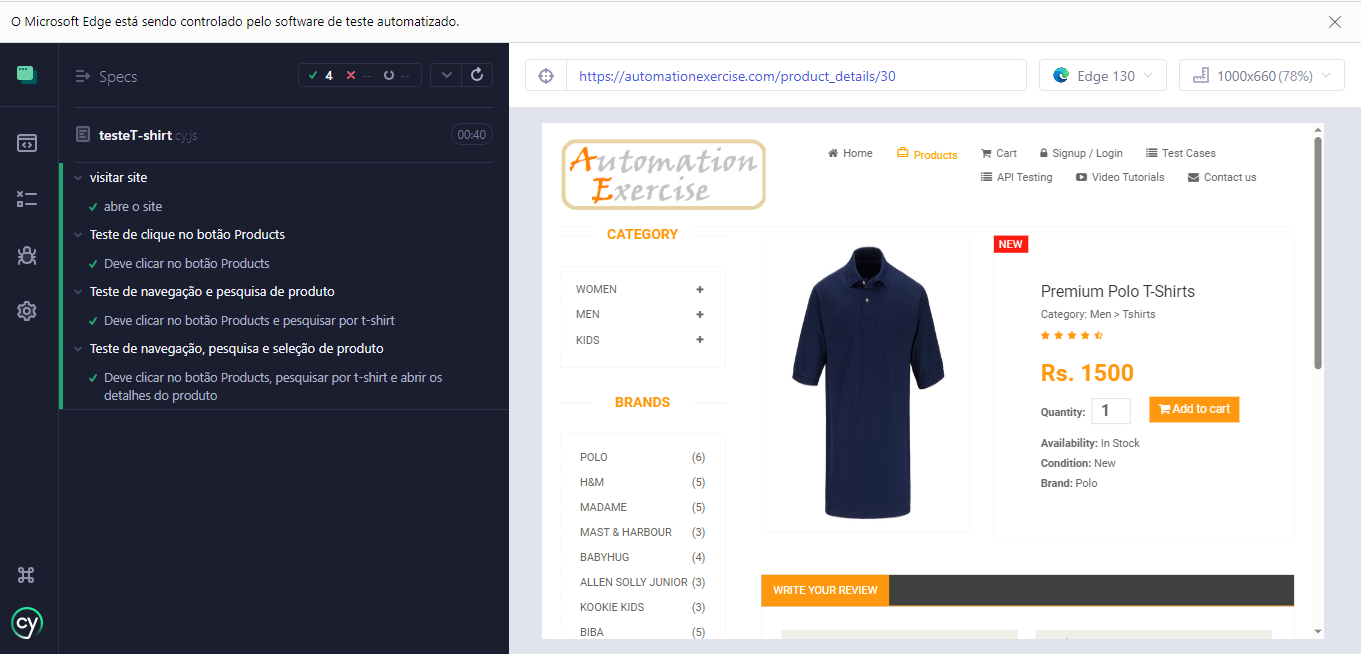 O Microsoft Edge está sendo controlado pelo software de teste automatizado.
Specs
4 -- --
testeT-shirt.cy.js 00:40
visitar site
abre o site
Teste de clique no botão Products
Deve clicar no botão Products
Teste de navegação e pesquisa de produto
Deve clicar no botão Products e pesquisar por t-shirt
Teste de navegação, pesquisa e seleção de produto
Deve clicar no botão Products, pesquisar por t-shirt e abrir os
detalhes do produto
cy
https://automationexercise.com/product_details/30
Edge 130
1000x660 (78%)
Automation
Exercise
Home Products Cart Signup / Login Test Cases
API Testing Video Tutorials Contact us
CATEGORY
WOMEN +
MEN +
KIDS +
BRANDS
POLO (6)
H&M (5)
MADAME (5)
MAST & HARBOUR (3)
BABYHUG (4)
ALLEN SOLLY JUNIOR (3)
KOOKIE KIDS (3)
BIBA (5)
NEW
Premium Polo T-Shirts
Category: Men > Tshirts
Rs. 1500
Quantity: 1 Add to cart
Availability: In Stock
Condition: New
Brand: Polo
WRITE YOUR REVIEW